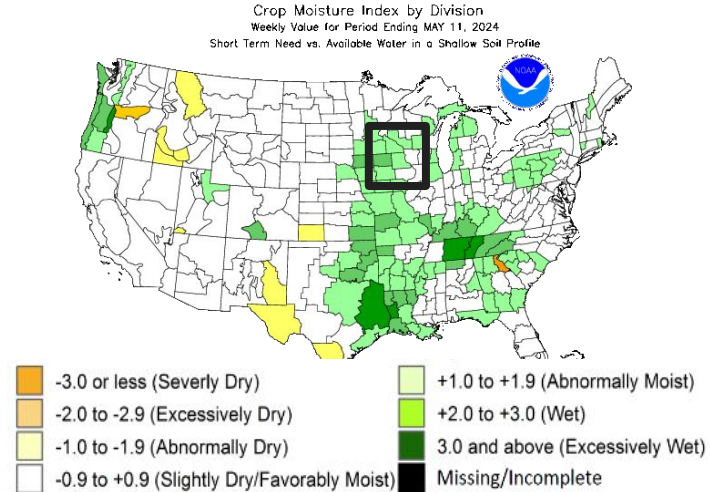 Crop Moisture Index by Division
Weekly Value for Period Ending MAY 11, 2024
Short Term Need vs. Available Water in a Shallow Soil Profile
NOAA
-3.0 or less (Severly Dry)
-2.0 to -2.9 (Excessively Dry)
-1.0 to -1.9 (Abnormally Dry)
-0.9 to +0.9 (Slightly Dry/Favorably Moist)
+1.0 to +1.9 (Abnormally Moist)
+2.0 to +3.0 (Wet)
3.0 and above (Excessively Wet)
Missing/Incomplete